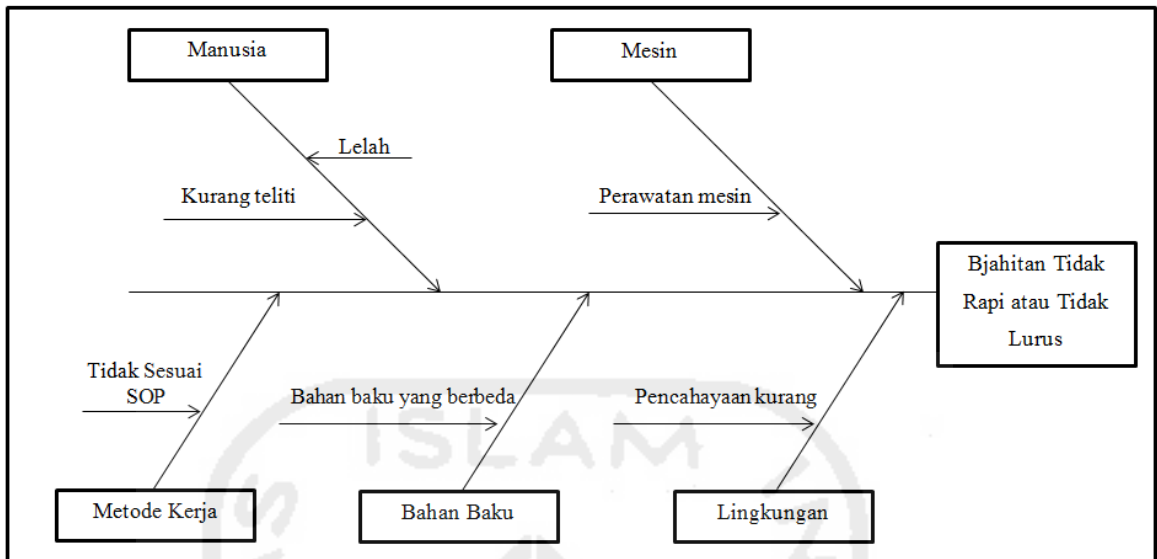 Manusia
Mesin
Lelah
Kurang teliti
Perawatan mesin
Bjahitan Tidak
Rapi atau Tidak
Lurus
Tidak Sesuai
SOP
Bahan baku yang berbeda
Pencahayaan kurang
ISLAM
Metode Kerja
Bahan Baku
Lingkungan